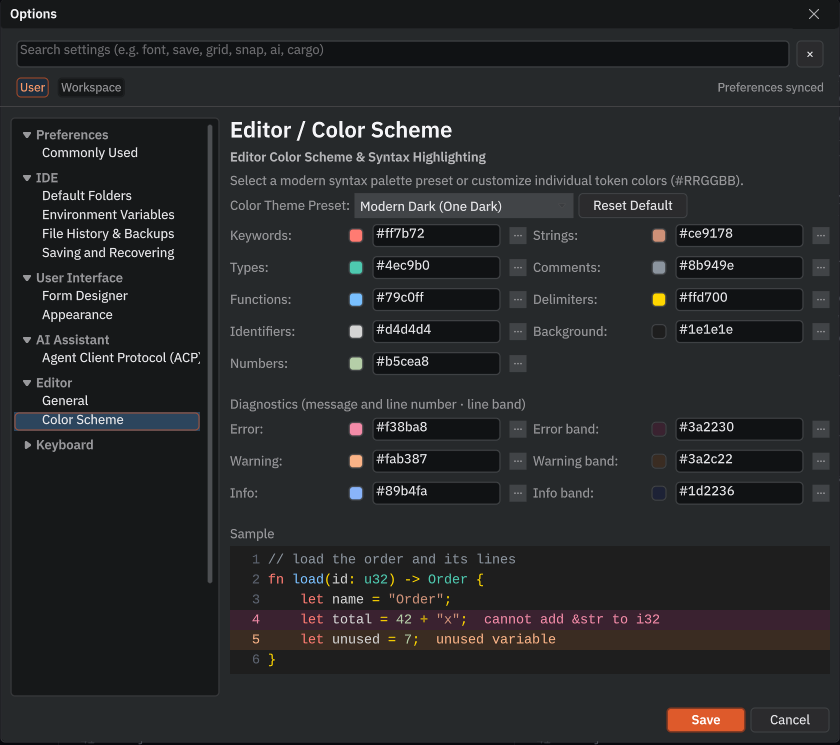 Options
Search settings (e.g. font, save, grid, snap, ai, cargo)
User Workspace Preferences synced
Preferences
Commonly Used
IDE
Default Folders
Environment Variables
File History & Backups
Saving and Recovering
User Interface
Form Designer
Appearance
AI Assistant
Agent Client Protocol (ACP)
Editor
General
Color Scheme
Keyboard
Editor / Color Scheme
Editor Color Scheme & Syntax Highlighting
Select a modern syntax palette preset or customize individual token colors (#RRGGBB).
Color Theme Preset: Modern Dark (One Dark) Reset Default
Keywords: #ff7b72 ... Strings: #ce9178 ...
Types: #4ec9b0 ... Comments: #8b949e ...
Functions: #79c0ff ... Delimiters: #ffd700 ...
Identifiers: #d4d4d4 ... Background: #1e1e1e ...
Numbers: #b5cea8 ...
Diagnostics (message and line number · line band)
Error: #f38ba8 ... Error band: #3a2230 ...
Warning: #fab387 ... Warning band: #3a2c22 ...
Info: #89b4fa ... Info band: #1d2236 ...
Sample
1 // load the order and its lines
2 fn load(id: u32) -> Order {
3 let name = "Order";
4 let total = 42 + "x"; cannot add &str to i32
5 let unused = 7; unused variable
6 }
Save Cancel